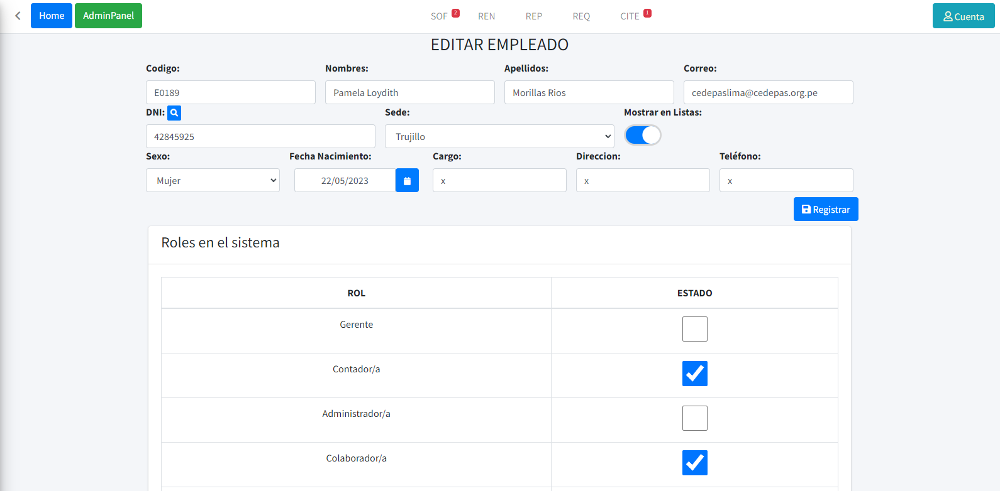 Home AdminPanel SOF 2 REN REP REQ CITE 1 Cuenta
EDITAR EMPLEADO
Codigo: Nombres: Apellidos: Correo:
E0189 Pamela Loydith Morillas Rios cedepaslima@cedepas.org.pe
DNI: Sede: Mostrar en Listas:
42845925 Trujillo
Sexo: Fecha Nacimiento: Cargo: Direccion: Teléfono:
Mujer 22/05/2023 x x x
Registrar
Roles en el sistema
ROL ESTADO
Gerente
Contador/a
Administrador/a
Colaborador/a